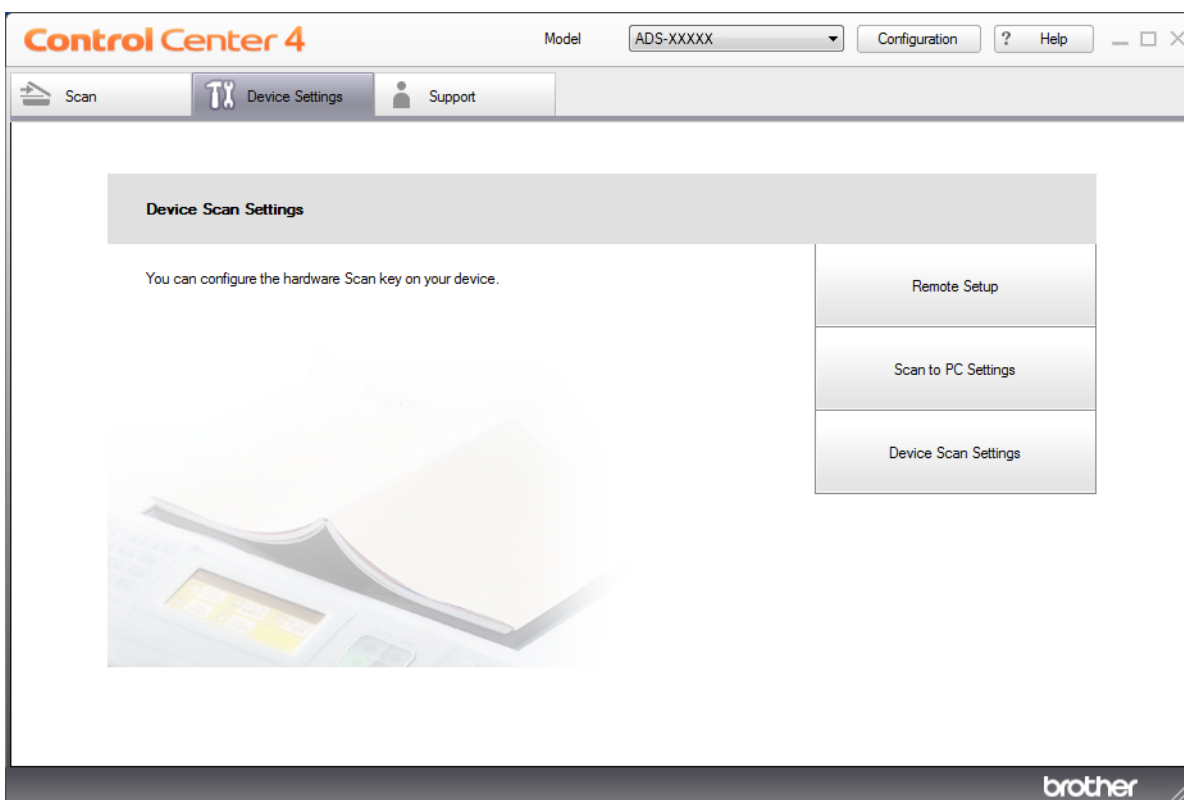 Control Center 4
Model
ADS-XXXXX
Configuration
? Help
Scan
Device Settings
Support
Device Scan Settings
You can configure the hardware Scan key on your device.
Remote Setup
Scan to PC Settings
Device Scan Settings
brother